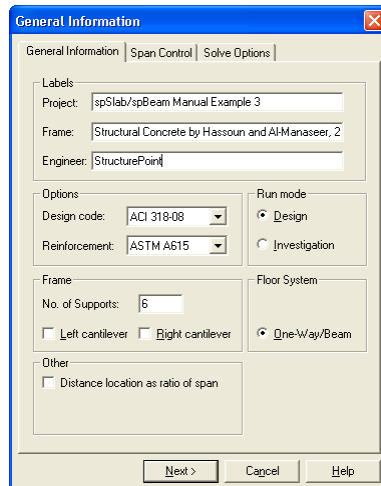 General Information
General Information Span Control Solve Options
Labels
Project: spSlab/spBeam Manual Example 3
Frame: Structural Concrete by Hassoun and Al-Manaseer, 2
Engineer: StructurePoint
Options
Design code: ACI 318-08
Reinforcement: ASTM A615
Run mode
Design
Investigation
Frame
No. of Supports: 6
Left cantilever Right cantilever
Floor System
One-Way/Beam
Other
Distance location as ratio of span
Next > Cancel Help